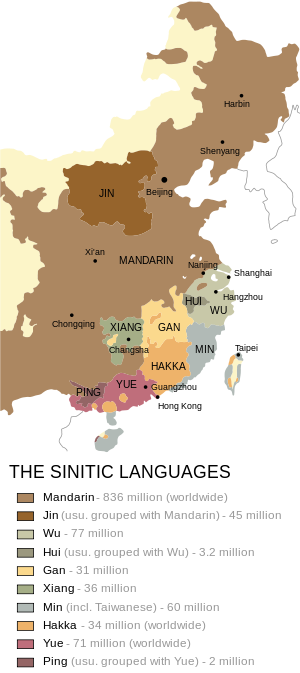 Harbin
Shenyang
JIN
Beijing
Xi'an
MANDARIN
Nanjing
Shanghai
HUI
Hangzhou
WU
Chongqing
XIANG
GAN
Changsha
MIN
Taipei
HAKKA
PING
YUE
Guangzhou
Hong Kong
THE SINITIC LANGUAGES
Mandarin - 836 million (worldwide)
Jin (usu. grouped with Mandarin) - 45 million
Wu - 77 million
Hui (usu. grouped with Wu) - 3.2 million
Gan - 31 million
Xiang - 36 million
Min (incl. Taiwanese) - 60 million
Hakka - 34 million (worldwide)
Yue - 71 million (worldwide)
Ping (usu. grouped with Yue) - 2 million